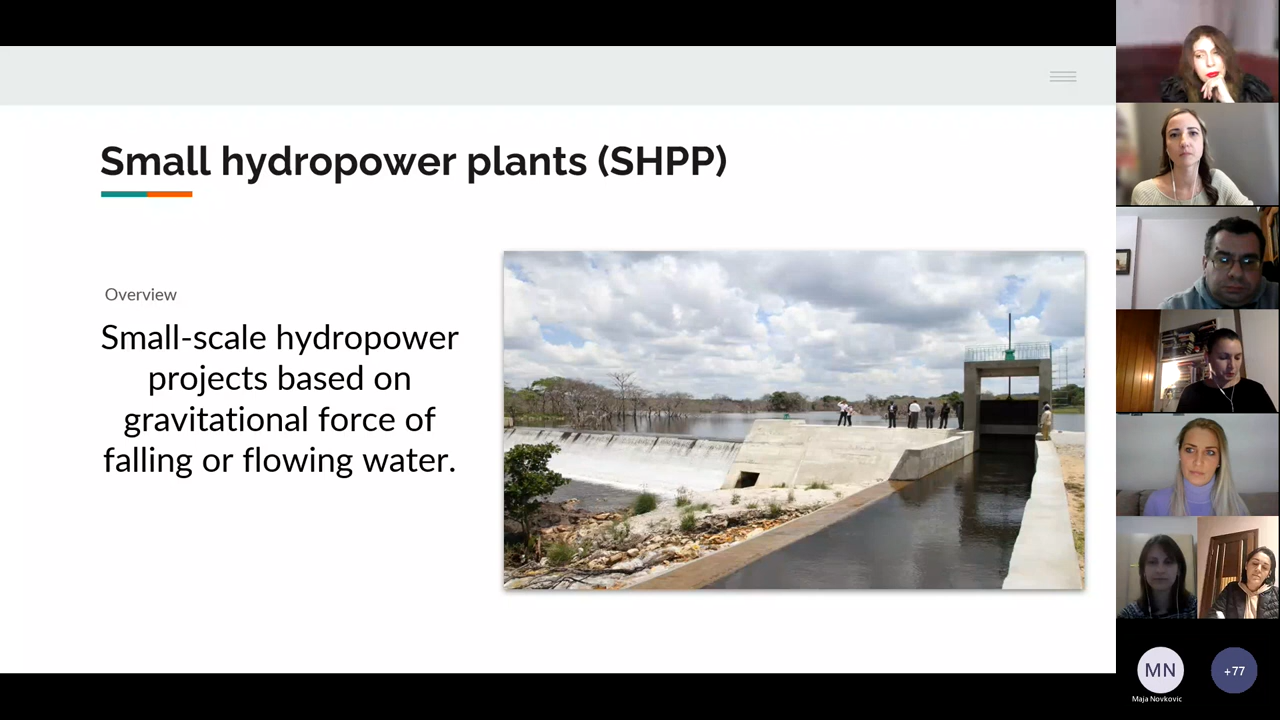 Small hydropower plants (SHPP)
Overview
Small-scale hydropower
projects based on
gravitational force of
falling or flowing water.
MN
+77
Maja Novkovic